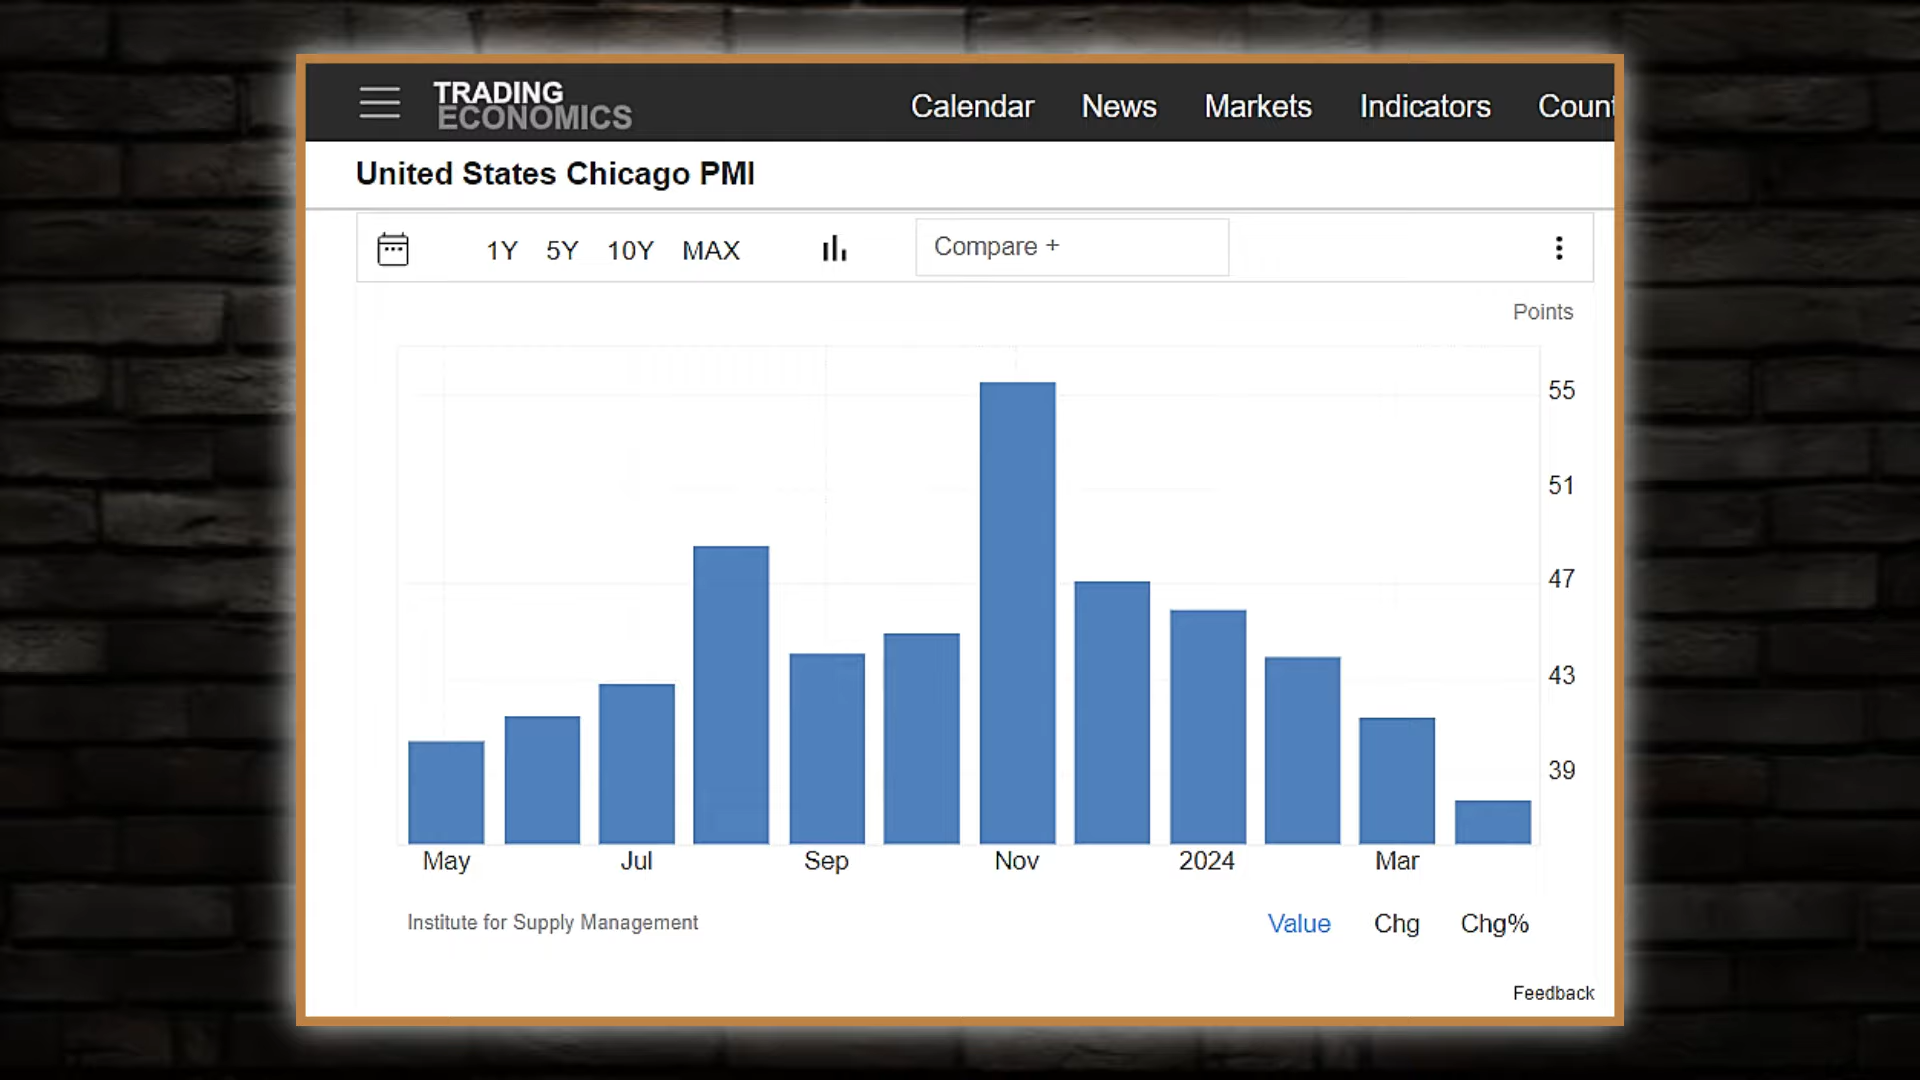 TRADING
ECONOMICS
Calendar News Markets Indicators Count
United States Chicago PMI
1Y 5Y 10Y MAX Compare +
Points
55
51
47
43
39
May Jul Sep Nov 2024 Mar
Institute for Supply Management
Value Chg Chg%
Feedback